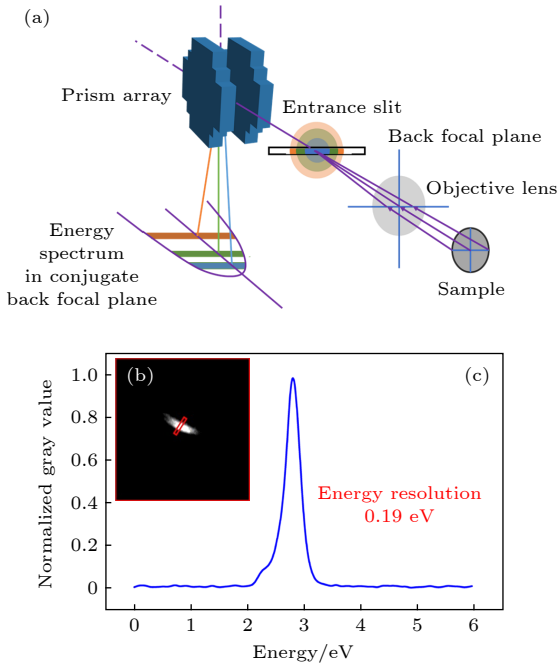 (a)
Prism array
Entrance slit
Back focal plane
Objective lens
Energy
spectrum
in conjugate
back focal plane
Sample
(b)
(c)
Normalized gray value
1.0
0.8
0.6
0.4
0.2
0
Energy resolution
0.19 eV
0 1 2 3 4 5 6
Energy/eV